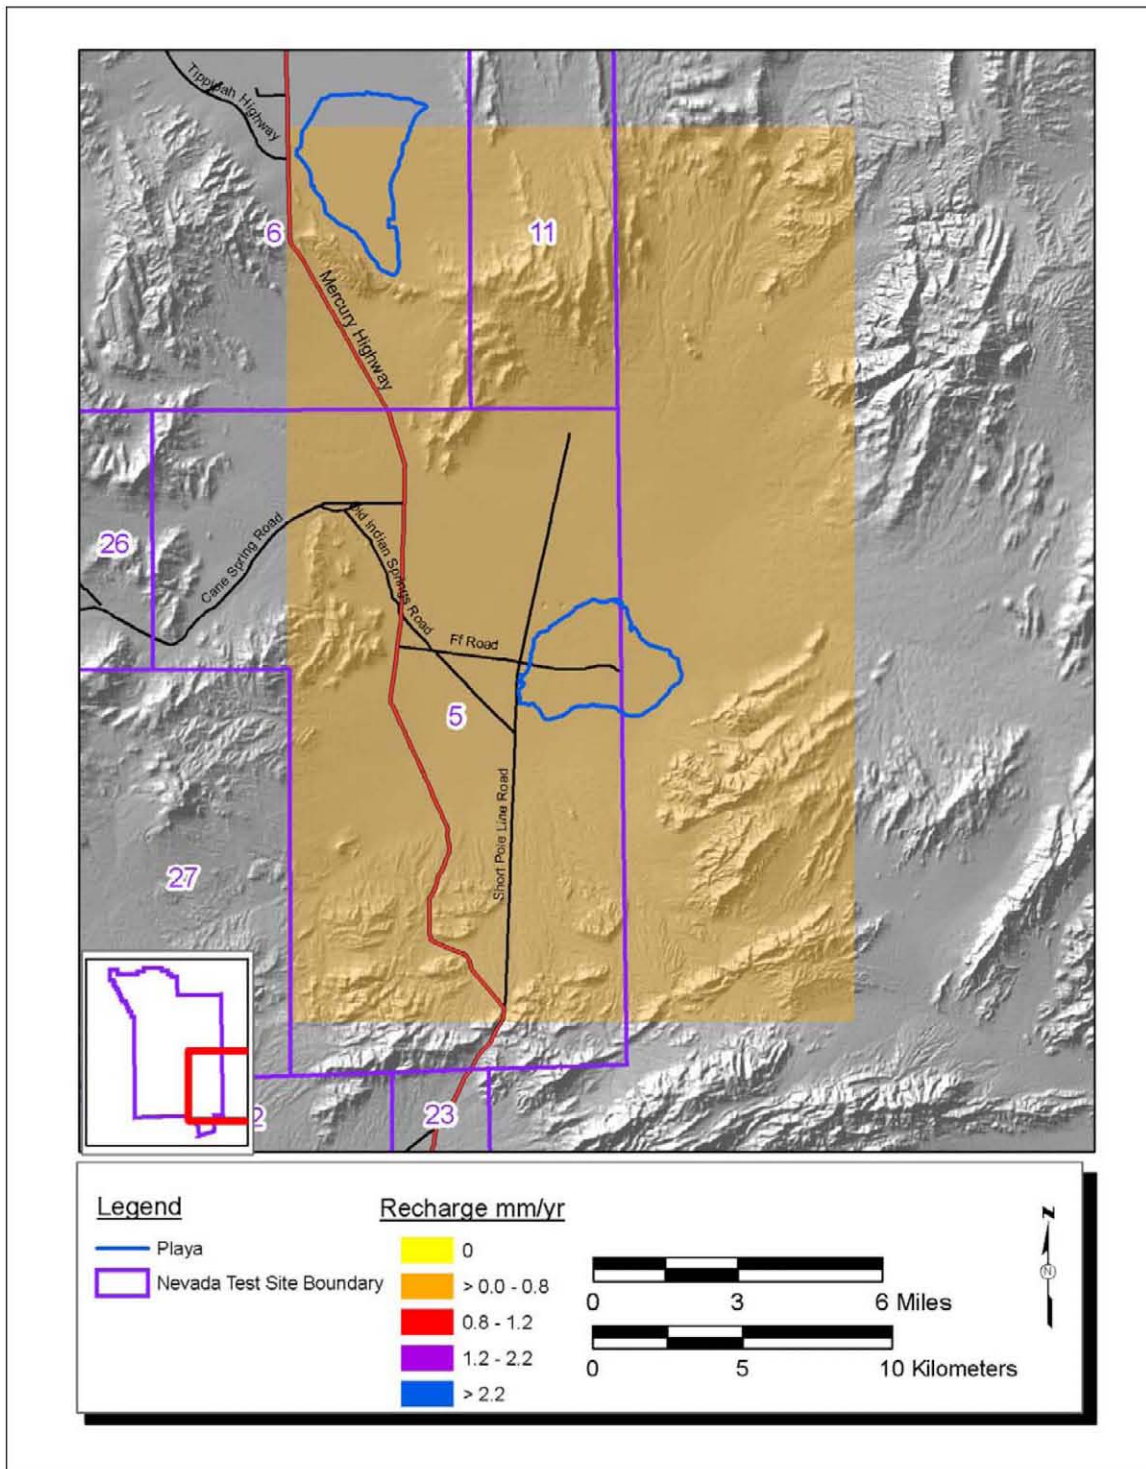 Tippipah Highway
6
11
Mercury Highway
26
Cane Spring Road
Old Indian Springs Road
Ff Road
5
Short Pole Line Road
27
2
23
Legend
Playa
Nevada Test Site Boundary
Recharge mm/yr
0
> 0.0 - 0.8
0.8 - 1.2
1.2 - 2.2
> 2.2
0 3 6 Miles
0 5 10 Kilometers
N
N